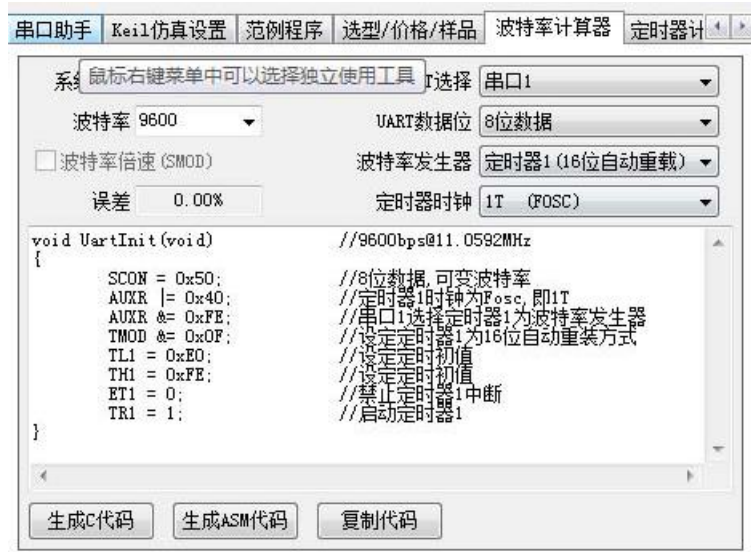 串口助手 Keil仿真设置 范例程序 选型/价格/样品 波特率计算器 定时器计
鼠标右键菜单中可以选择独立使用工具
选择 串口1
波特率 9600 UART数据位 8位数据
波特率倍速(SMOD) 波特率发生器 定时器1(16位自动重载)
误差 0.00% 定时器时钟 1T (FOSC)
void UartInit(void) //9600bps@11.0592MHz
{
SCON = 0x50; //8位数据,可变波特率
AUXR |= 0x40; //定时器1时钟为Fosc,即1T
AUXR &= 0xFE; //串口1选择定时器1为波特率发生器
TMOD &= 0x0F; //设定定时器1为16位自动重装方式
TL1 = 0xE0; //设定定时初值
TH1 = 0xFE; //设定定时初值
ET1 = 0; //禁止定时器1中断
TR1 = 1; //启动定时器1
}
生成C代码 生成ASM代码 复制代码